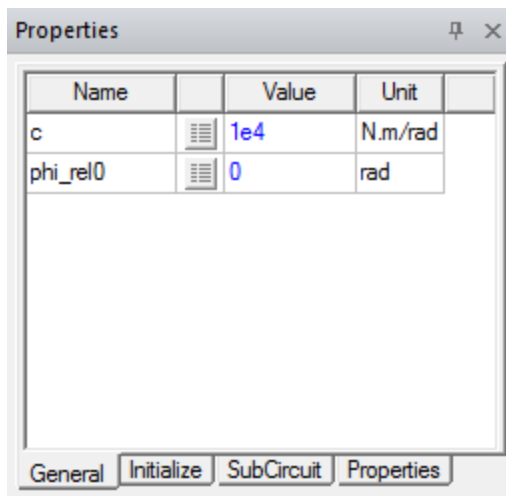 Properties
Name Value Unit
c 1e4 N.m/rad
phi_rel0 0 rad
General Initialize SubCircuit Properties